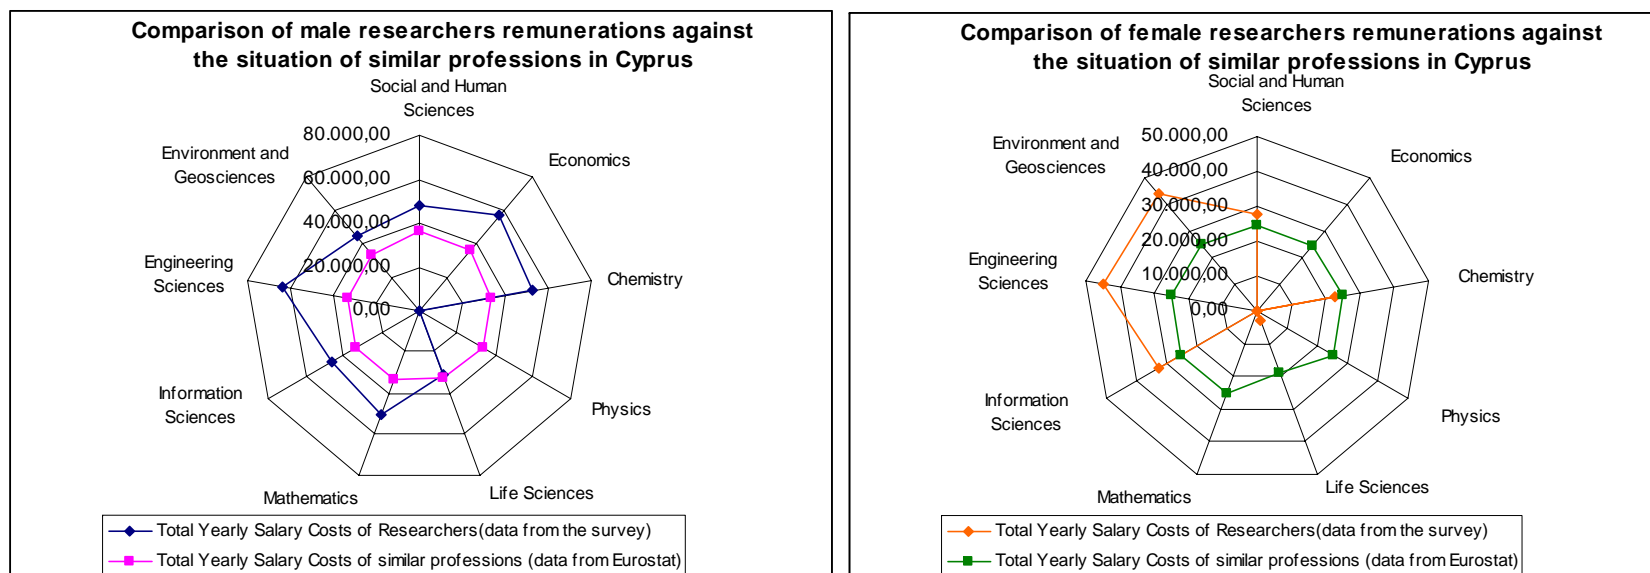 Comparison of male researchers remunerations against
the situation of similar professions in Cyprus
Social and Human
Sciences
Economics
Chemistry
Physics
Life Sciences
Mathematics
Information
Sciences
Engineering
Sciences
Environment and
Geosciences
80.000,00
60.000,00
40.000,00
20.000,00
0,00
Total Yearly Salary Costs of Researchers(data from the survey)
Total Yearly Salary Costs of similar professions (data from Eurostat)
Comparison of female researchers remunerations against
the situation of similar professions in Cyprus
Social and Human
Sciences
Economics
Chemistry
Physics
Life Sciences
Mathematics
Information
Sciences
Engineering
Sciences
Environment and
Geosciences
50.000,00
40.000,00
30.000,00
20.000,00
10.000,00
0,00
Total Yearly Salary Costs of Researchers(data from the survey)
Total Yearly Salary Costs of similar professions (data from Eurostat)